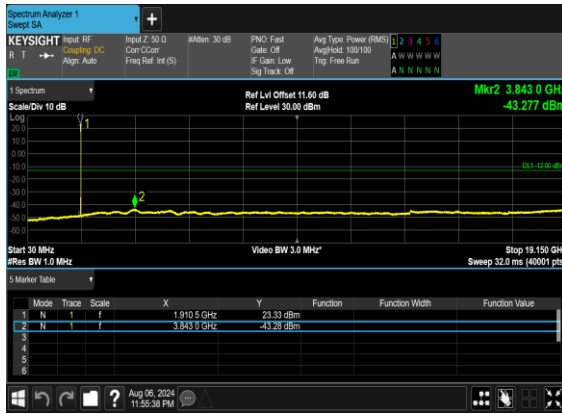 Spectrum Analyzer 1
Swept SA
+
KEYSIGHT Input: RF Input Z: 50 Ω #Atten: 30 dB PNO: Fast Avg Type: Power (RMS) 1 2 3 4 5 6
R T Coupling: DC Corr CCorr Gate: Off Avg|Hold: 100/100 A W W W W W
Align: Auto Freq Ref: Int (S) IF Gain: Low Trig: Free Run
Sig Track: Off A N N N N N
1 Spectrum Ref Lvl Offset 11.60 dB Mkr2 3.843 0 GHz
Scale/Div 10 dB Ref Level 30.00 dBm -43.277 dBm
Log
20.0
10.0
0.00
-10.0
-20.0
-30.0
-40.0
-50.0
-60.0
1
DL1 -13.00 dBm
2
Start 30 MHz Video BW 3.0 MHz* Stop 19.150 GHz
#Res BW 1.0 MHz Sweep 32.0 ms (40001 pts)
5 Marker Table
Mode Trace Scale X Y Function Function Width Function Value
1 N 1 f 1.910 5 GHz 23.33 dBm
2 N 1 f 3.843 0 GHz -43.28 dBm
3
4
5
6
? Aug 06, 2024
11:55:38 PM